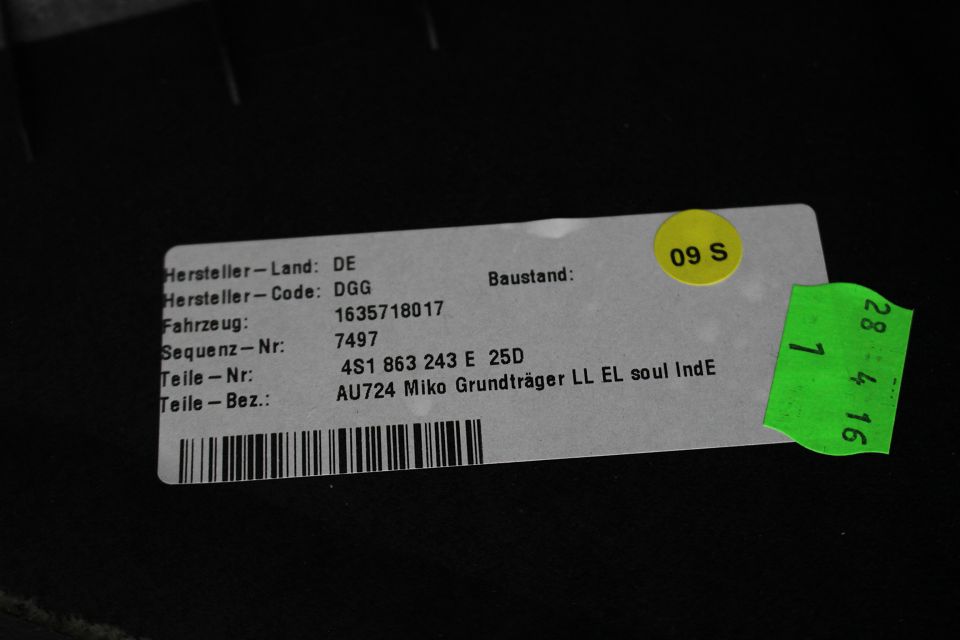 Hersteller-Land: DE
Hersteller-Code: DGG
Baustand:
Fahrzeug: 1635718017
Sequenz-Nr: 7497
Teile-Nr: 4S1 863 243 E 25D
Teile-Bez.: AU724 Miko Grundträger LL EL soul IndE
09 S
28 4 16
1